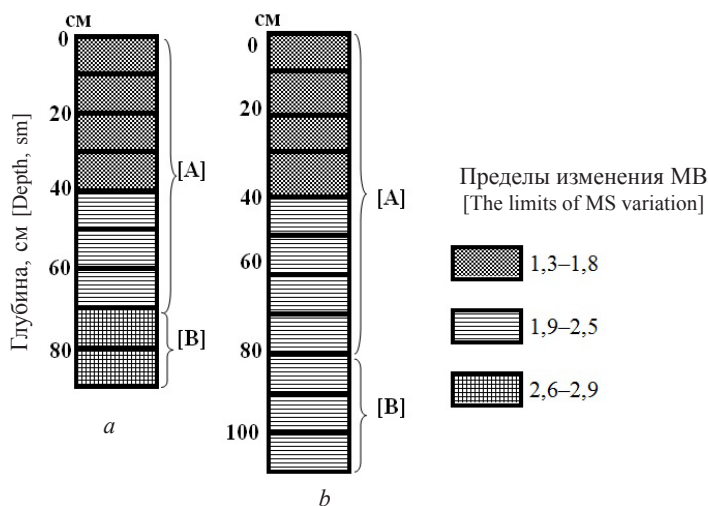 см
0
20
40
60
80
Глубина, см [Depth, sm]
[A]
[B]
a
см
0
20
40
60
80
100
[A]
[B]
b
Пределы изменения МВ
[The limits of MS variation]
1,3–1,8
1,9–2,5
2,6–2,9